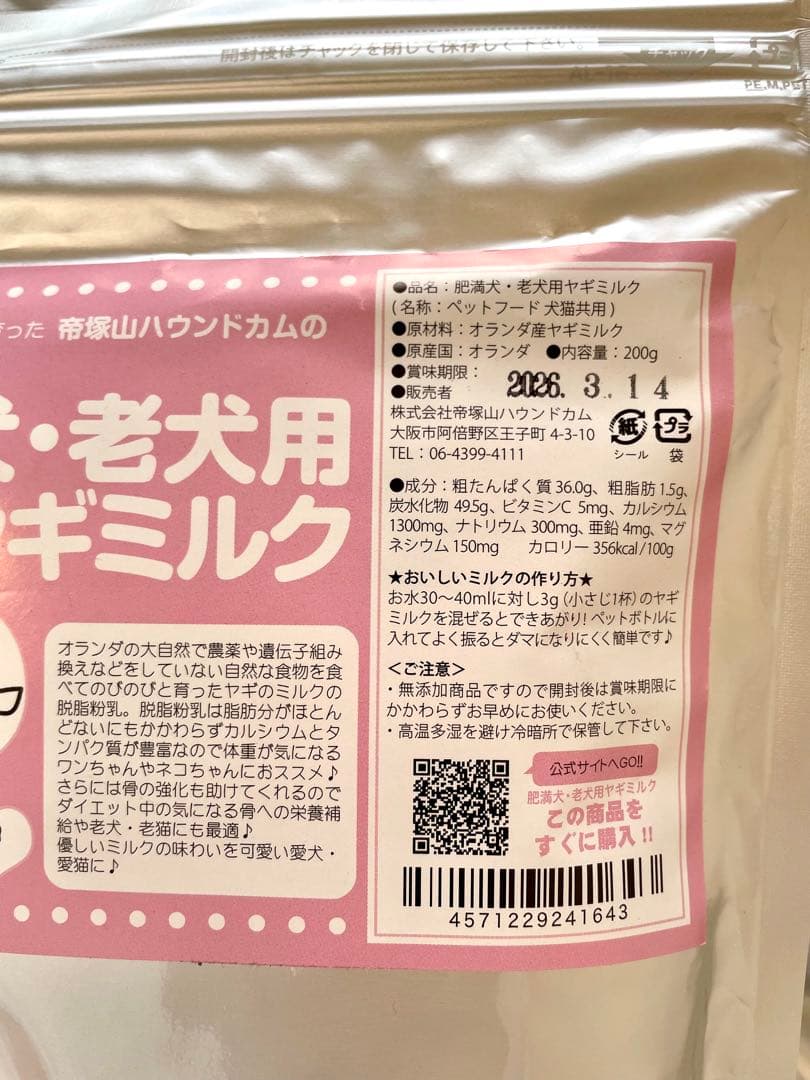 開封後はチャックを閉じて保存して下さい。
PE,M,PET
った 帝塚山ハウンドカムの
犬・老犬用
ヤギミルク
オランダの大自然で農薬や遺伝子組み
換えなどをしていない自然な食物を食
べてのびのびと育ったヤギのミルクの
脱脂粉乳。脱脂粉乳は脂肪分がほとん
どないにもかかわらずカルシウムとタ
ンパク質が豊富なので体重が気になる
ワンちゃんやネコちゃんにおススメ♪
さらには骨の強化も助けてくれるので
ダイエット中の気になる骨への栄養補
給や老犬・老猫にも最適♪
優しいミルクの味わいを可愛い愛犬・
愛猫に♪
●品名：肥満犬・老犬用ヤギミルク
(名称：ペットフード 犬猫共用)
●原材料：オランダ産ヤギミルク
●原産国：オランダ ●内容量：200g
●賞味期限： 2026. 3. 14
●販売者
株式会社帝塚山ハウンドカム
大阪市阿倍野区王子町 4-3-10
TEL：06-4399-4111
紙 プラ
シール 袋
●成分：粗たんぱく質 36.0g、粗脂肪 1.5g、
炭水化物 49.5g、ビタミンC 5mg、カルシウム
1300mg、ナトリウム 300mg、亜鉛 4mg、マグ
ネシウム 150mg カロリー 356kcal/100g
★おいしいミルクの作り方★
お水30〜40mlに対し3g（小さじ1杯）のヤギ
ミルクを混ぜるとできあがり! ペットボトルに
入れてよく振るとダマになりにくく簡単です♪
＜ご注意＞
・無添加商品ですので開封後は賞味期限に
かかわらずお早めにお使いください。
・高温多湿を避け冷暗所で保管して下さい。
公式サイトへGO!!
肥満犬・老犬用ヤギミルク
この商品を
すぐに購入!!
4571229241643